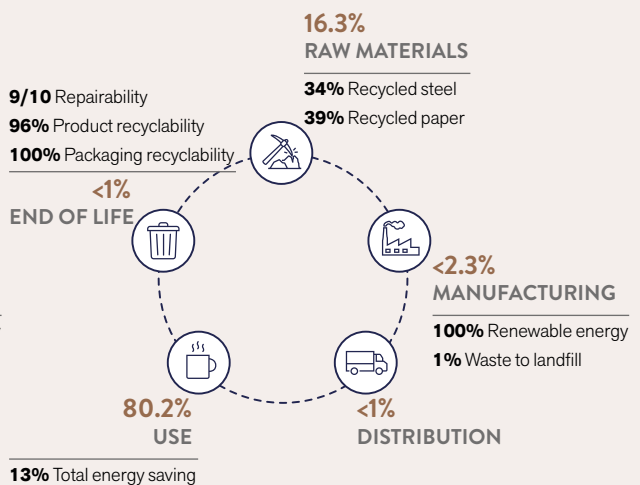 16.3%
RAW MATERIALS
34% Recycled steel
39% Recycled paper
9/10 Repairability
96% Product recyclability
100% Packaging recyclability
<1%
END OF LIFE
<2.3%
MANUFACTURING
100% Renewable energy
1% Waste to landfill
80.2%
USE
13% Total energy saving
<1%
DISTRIBUTION